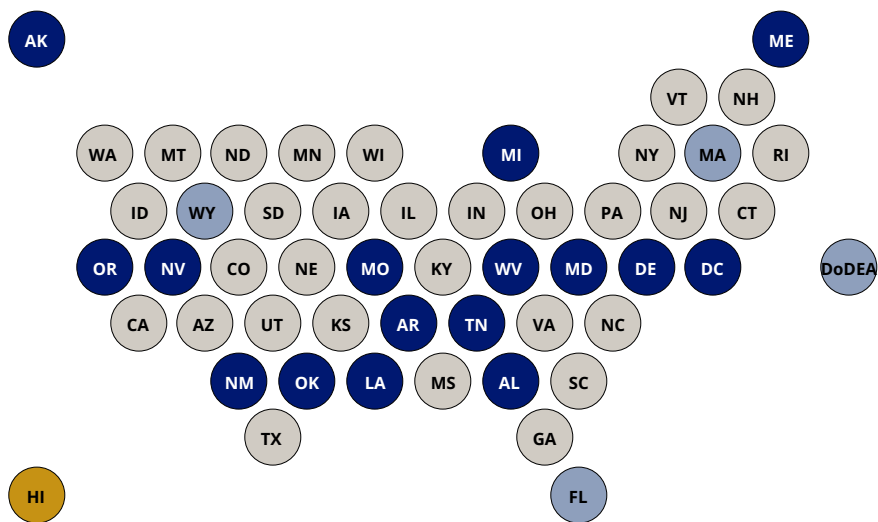 AK ME
VT NH
WA MT ND MN WI MI NY MA RI
ID WY SD IA IL IN OH PA NJ CT
OR NV CO NE MO KY WV MD DE DC DoDEA
CA AZ UT KS AR TN VA NC
NM OK LA MS AL SC
TX GA
HI FL